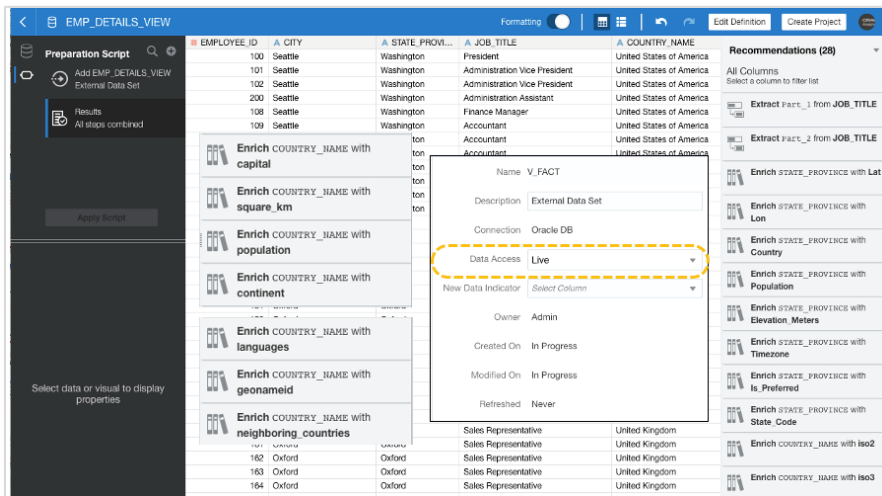 EMP_DETAILS_VIEW
Formatting
Edit Definition
Create Project
Preparation Script
Add EMP_DETAILS_VIEW
External Data Set
Results
All steps combined
Apply Script
Select data or visual to display
properties
EMPLOYEE_ID A CITY A STATE_PROVI... A JOB_TITLE A COUNTRY_NAME
100 Seattle Washington President United States of America
101 Seattle Washington Administration Vice President United States of America
102 Seattle Washington Administration Vice President United States of America
200 Seattle Washington Administration Assistant United States of America
108 Seattle Washington Finance Manager United States of America
109 Seattle Washington Accountant United States of America
ton Accountant United States of America
ton Accountant United States of America
ton
ton
ton
Enrich COUNTRY_NAME with
capital
Enrich COUNTRY_NAME with
square_km
Enrich COUNTRY_NAME with
population
Enrich COUNTRY_NAME with
continent
Enrich COUNTRY_NAME with
languages
Enrich COUNTRY_NAME with
geonameid
Enrich COUNTRY_NAME with
neighboring_countries
Name V_FACT
Description External Data Set
Connection Oracle DB
Data Access Live
New Data Indicator Select Column
Owner Admin
Created On In Progress
Modified On In Progress
Refreshed Never
Sales Representative United Kingdom
Sales Representative United Kingdom
162 Oxford Oxford Sales Representative United Kingdom
163 Oxford Oxford Sales Representative United Kingdom
164 Oxford Oxford Sales Representative United Kingdom
Recommendations (28)
All Columns
Select a column to filter list
Extract Part_1 from JOB_TITLE
Extract Part_2 from JOB_TITLE
Enrich STATE_PROVINCE with Lat
Enrich STATE_PROVINCE with
Lon
Enrich STATE_PROVINCE with
Country
Enrich STATE_PROVINCE with
Population
Enrich STATE_PROVINCE with
Elevation_Meters
Enrich STATE_PROVINCE with
Timezone
Enrich STATE_PROVINCE with
Is_Preferred
Enrich STATE_PROVINCE with
State_Code
Enrich COUNTRY_NAME with iso2
Enrich COUNTRY_NAME with iso3